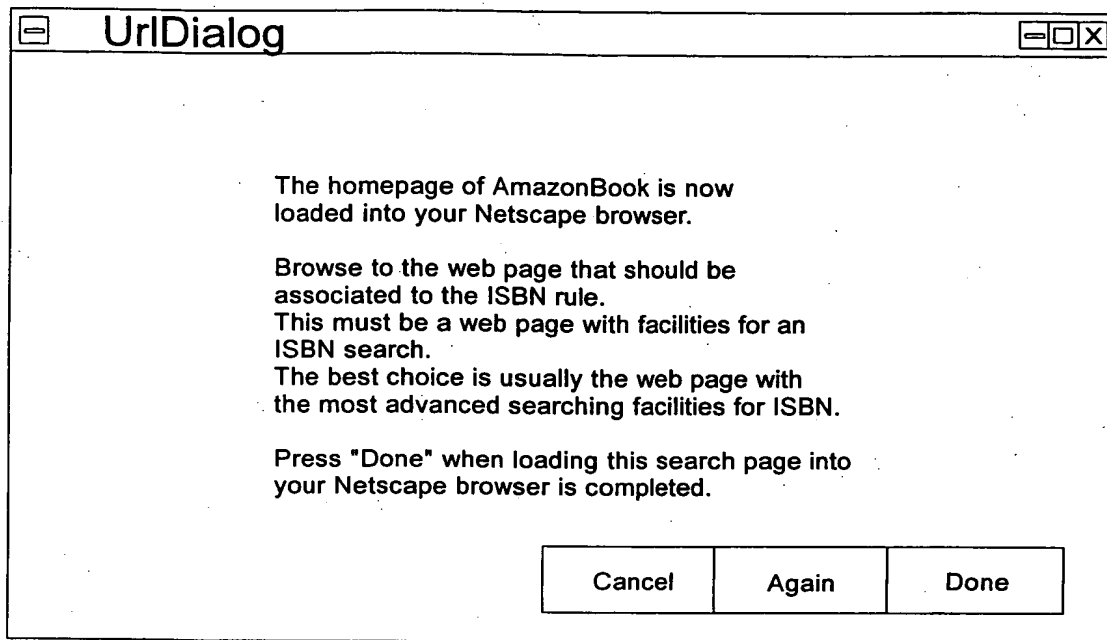 UrlDialog
The homepage of AmazonBook is now
loaded into your Netscape browser.
Browse to the web page that should be
associated to the ISBN rule.
This must be a web page with facilities for an
ISBN search.
The best choice is usually the web page with
the most advanced searching facilities for ISBN.
Press "Done" when loading this search page into
your Netscape browser is completed.
Cancel Again Done